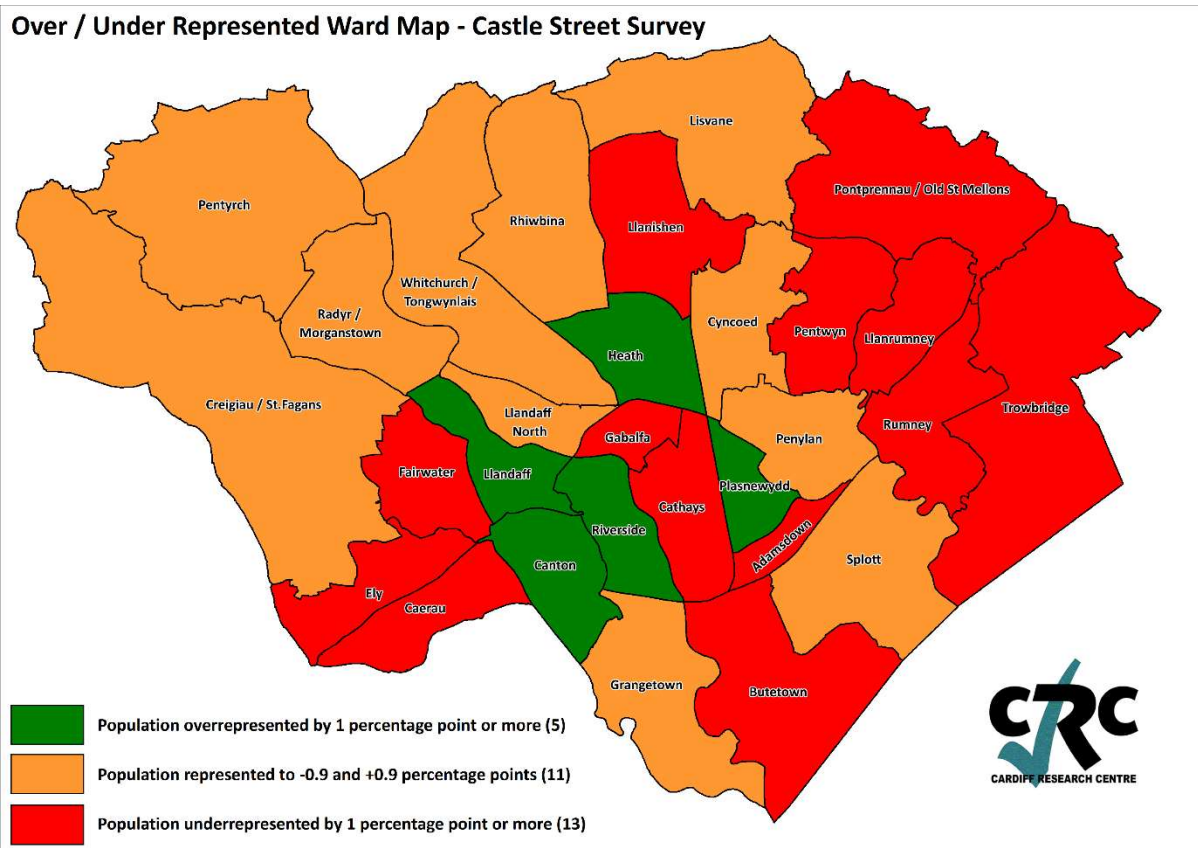 Over / Under Represented Ward Map - Castle Street Survey
Lisvane
Pontprennau / Old St Mellons
Pentyrch
Rhiwbina
Llanishen
Whitchurch /
Tongwynlais
Radyr /
Morganstown
Cyncoed
Pentwyn
Llanrumney
Heath
Creigiau / St.Fagans
Llandaff
North
Trowbridge
Gabalfa
Penylan
Rumney
Fairwater
Llandaff
Plasnewydd
Cathays
Riverside
Adamsdown
Splott
Canton
Ely
Caerau
Grangetown
Butetown
Population overrepresented by 1 percentage point or more (5)
Population represented to -0.9 and +0.9 percentage points (11)
Population underrepresented by 1 percentage point or more (13)
CRC
CARDIFF RESEARCH CENTRE